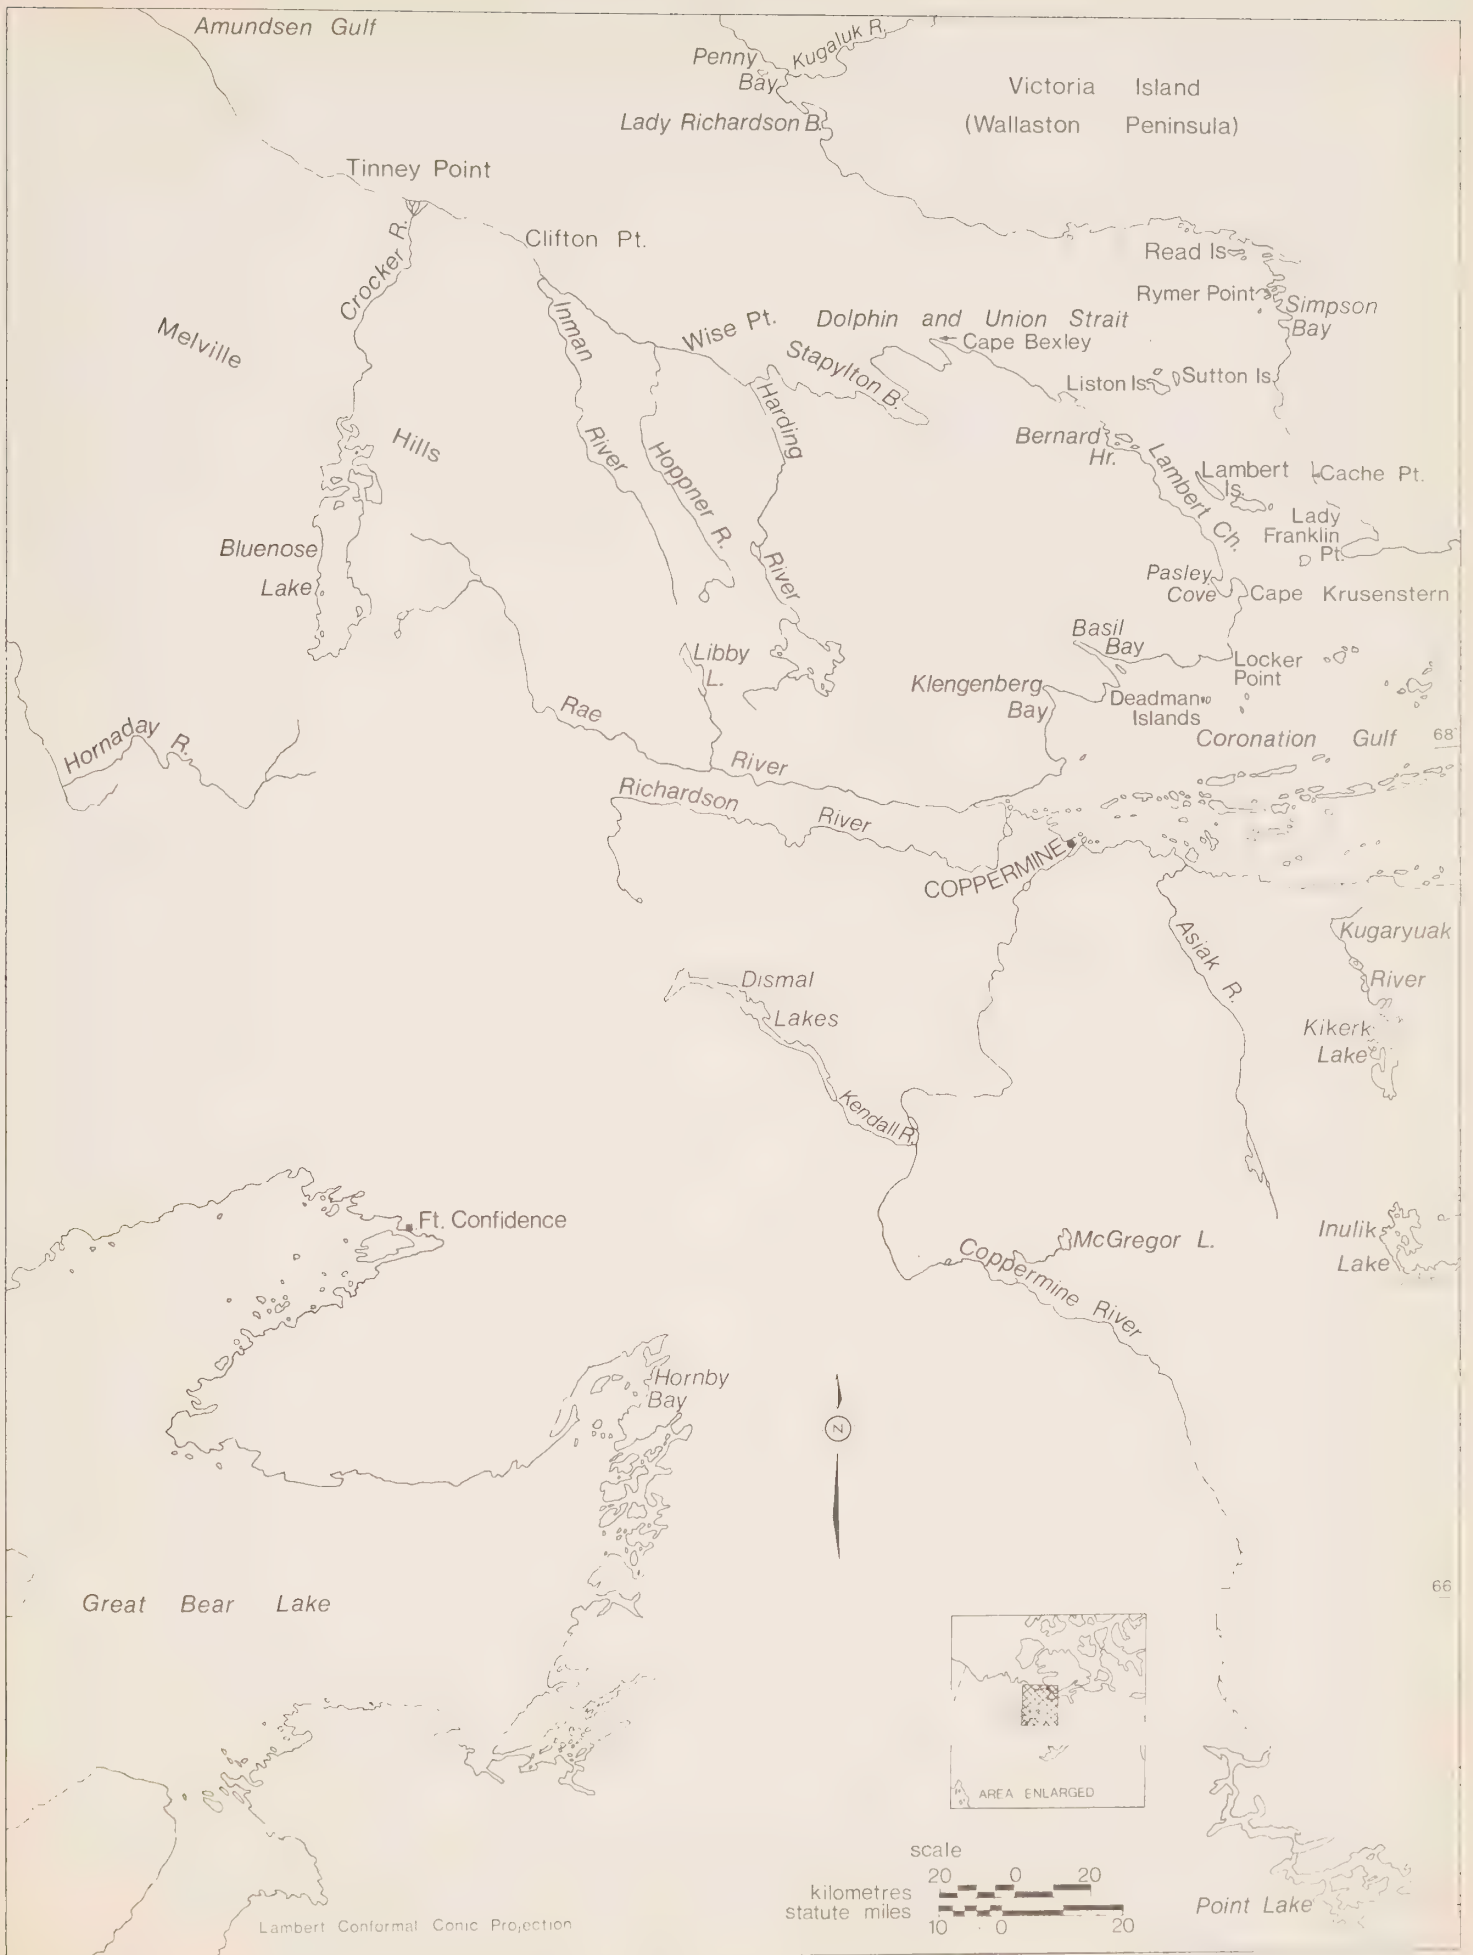 Amundsen Gulf
Kugaluk R.
Penny
Bay
Victoria Island
Lady Richardson B.
(Wallaston Peninsula)
Tinney Point
Crocker R.
Clifton Pt.
Read Is
Rymer Point
Simpson
Bay
Melville
Inman
River
Wise Pt.
Dolphin and Union Strait
Cape Bexley
Stapylton B.
Liston Is.
Sutton Is.
Harding
River
Hills
Hoppner R.
Bernard
Hr.
Lambert Ch.
Lambert
Is.
Cache Pt.
Lady
Franklin
Pt.
Bluenose
Lake
Pasley
Cove
Cape Krusenstern
Basil
Bay
Libby
L.
Locker
Point
Klengenberg
Bay
Deadman
Islands
Rae
River
Hornaday R.
Coronation Gulf
68°
Richardson
River
COPPERMINE
Asiak R.
Kugaryuak
River
Dismal
Lakes
Kikerk
Lake
Kendall R.
Ft. Confidence
McGregor L.
Inulik
Lake
Coppermine River
Hornby
Bay
N
Great Bear Lake
66
AREA ENLARGED
scale
20 0 20
kilometres
statute miles
10 0 20
Point Lake
Lambert Conformal Conic Projection